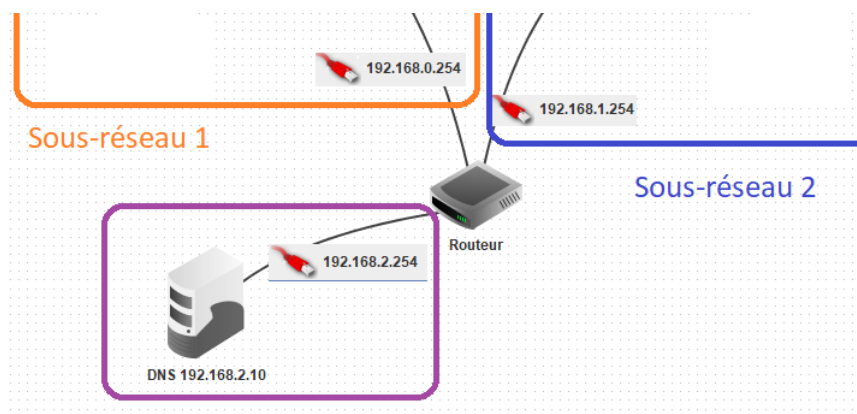 192.168.0.254
192.168.1.254
Sous-réseau 1
Sous-réseau 2
Routeur
192.168.2.254
DNS 192.168.2.10